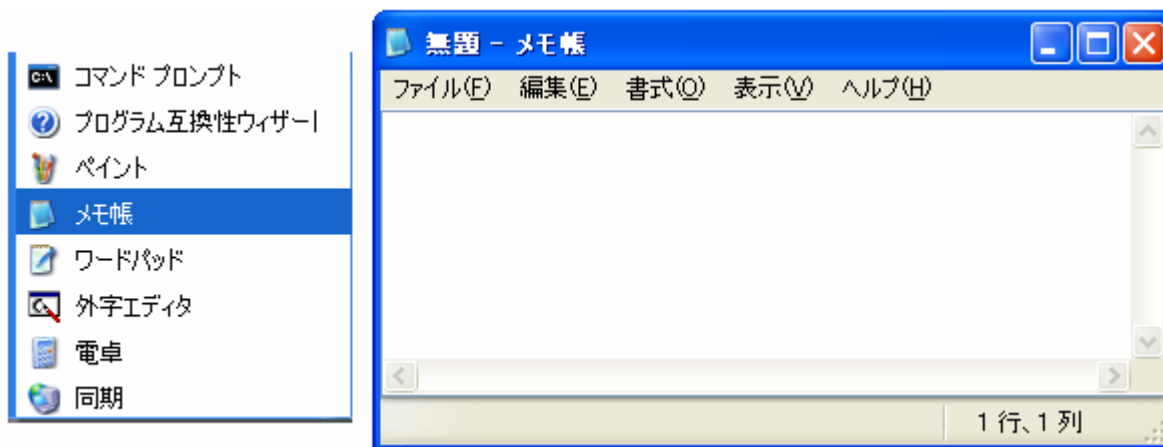 コマンド プロンプト
プログラム互換性ウィザー
ペイント
メモ帳
ワードパッド
外字エディタ
電卓
同期
無題 - メモ帳
ファイル(F) 編集(E) 書式(O) 表示(V) ヘルプ(H)
1 行、1 列